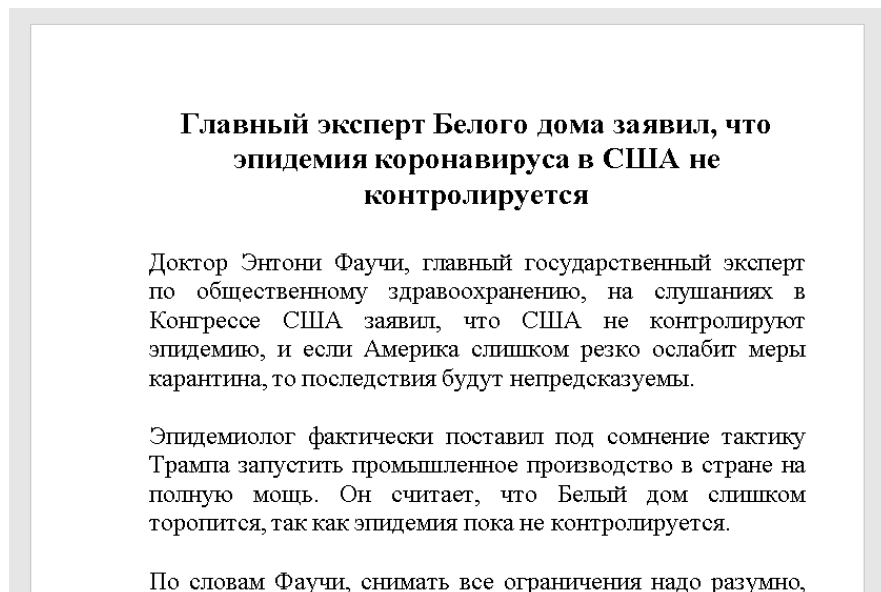 Главный эксперт Белого дома заявил, что
эпидемия коронавируса в США не
контролируется
Доктор Энтони Фаучи, главный государственный эксперт
по общественному здравоохранению, на слушаниях в
Конгрессе США заявил, что США не контролируют
эпидемию, и если Америка слишком резко ослабит меры
карантина, то последствия будут непредсказуемы.
Эпидемиолог фактически поставил под сомнение тактику
Трампа запустить промышленное производство в стране на
полную мощь. Он считает, что Белый дом слишком
торопится, так как эпидемия пока не контролируется.
По словам Фаучи, снимать все ограничения надо разумно,